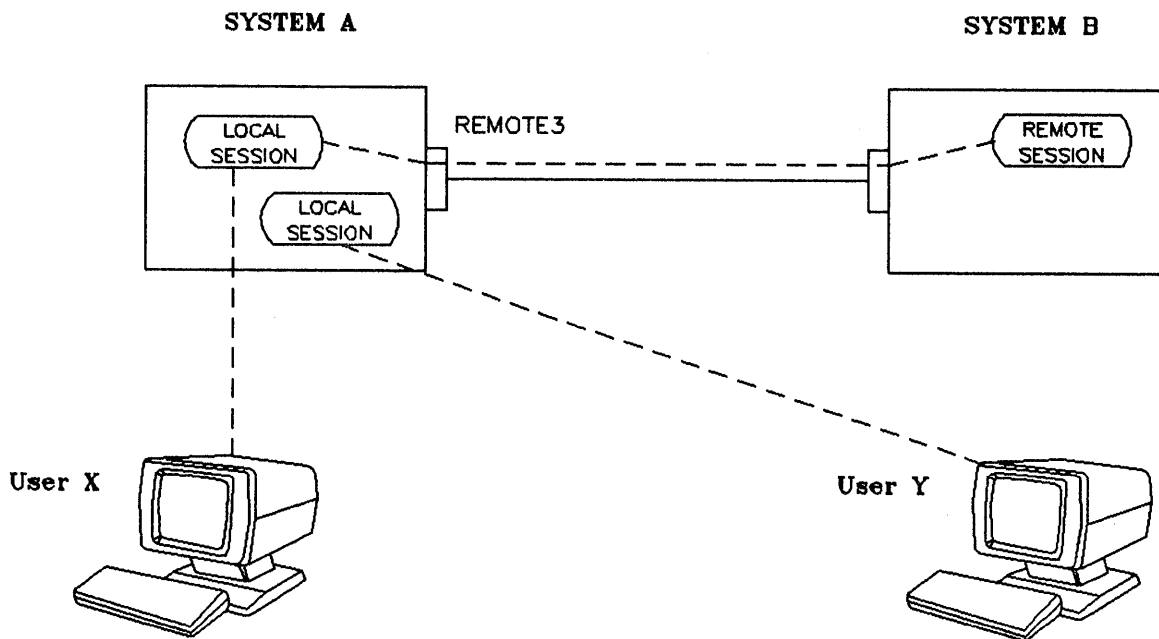 SYSTEM A
SYSTEM B
LOCAL
SESSION
REMOTE3
REMOTE
SESSION
LOCAL
SESSION
User X
User Y